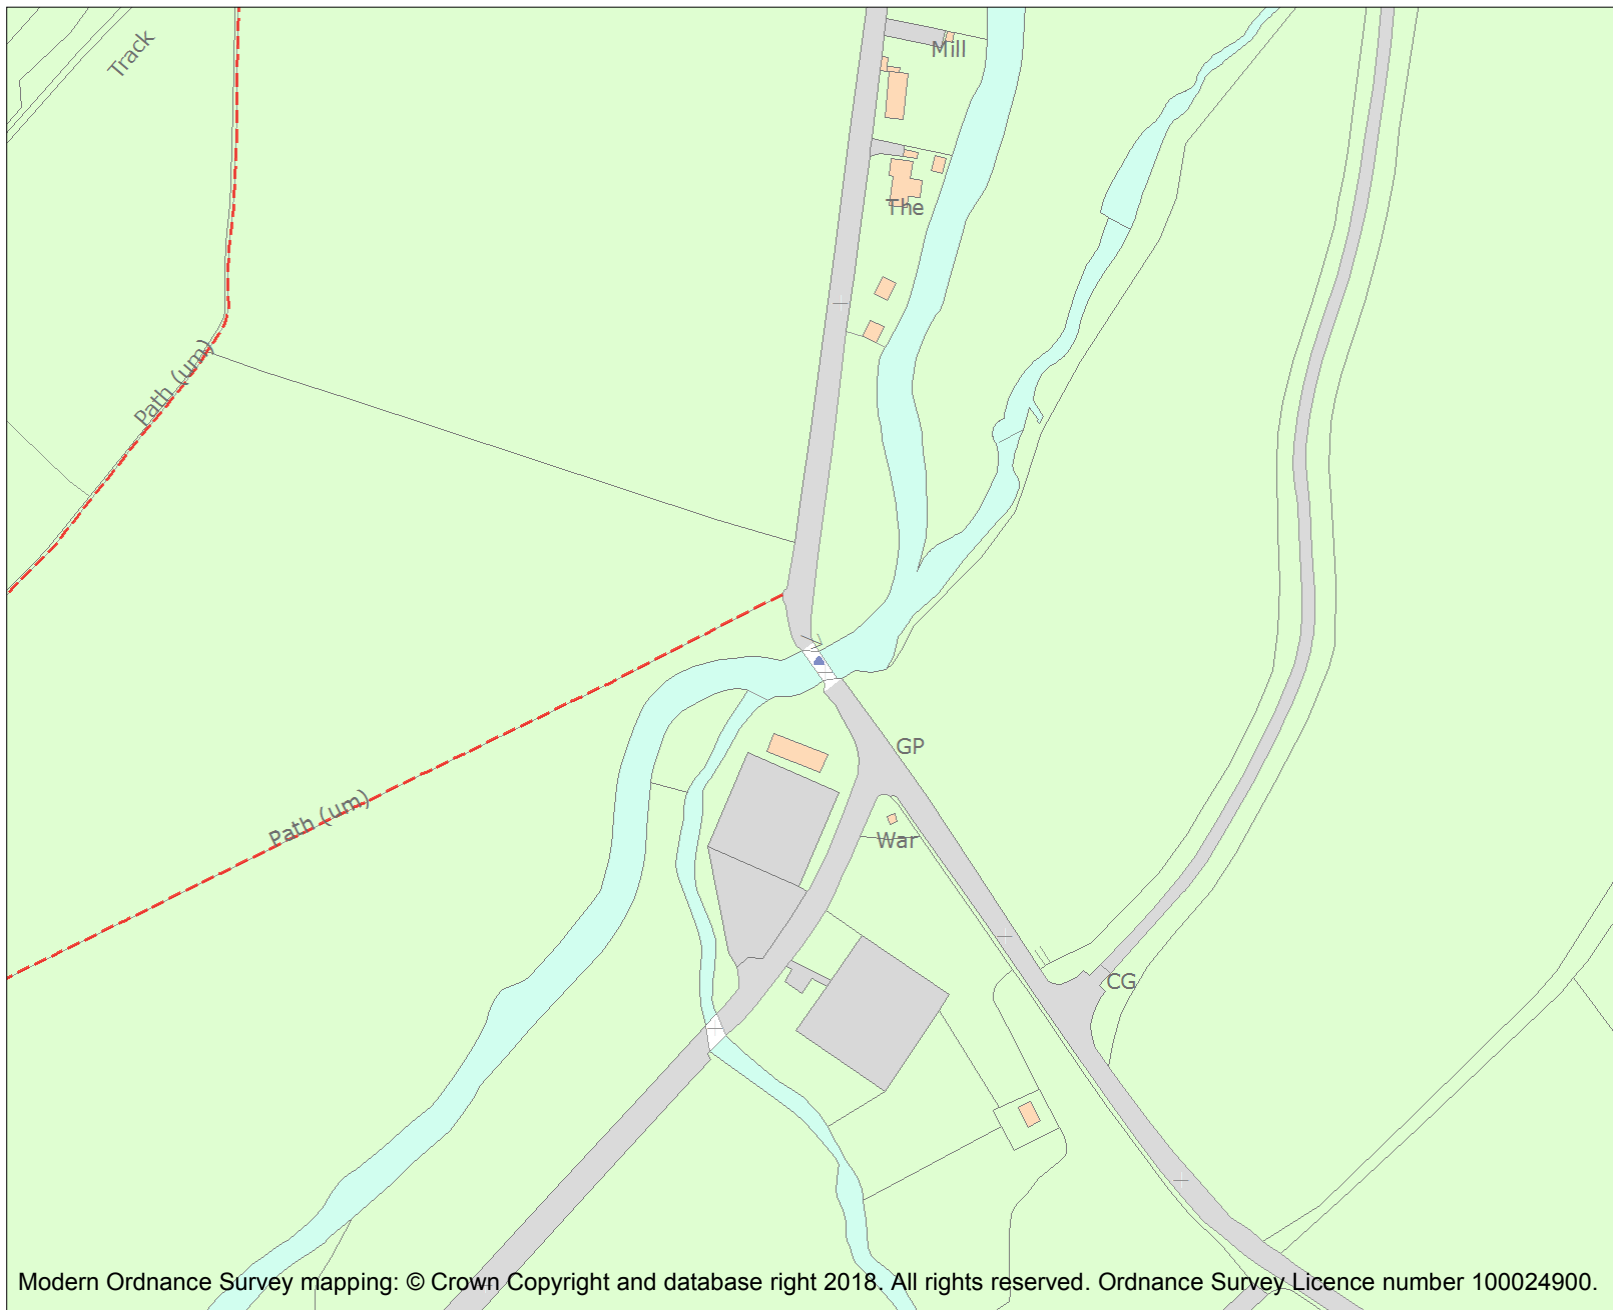 Track
Mill
The
Path (um)
GP
Path (um)
War
CG
Modern Ordnance Survey mapping: © Crown Copyright and database right 2018. All rights reserved. Ordnance Survey Licence number 100024900.